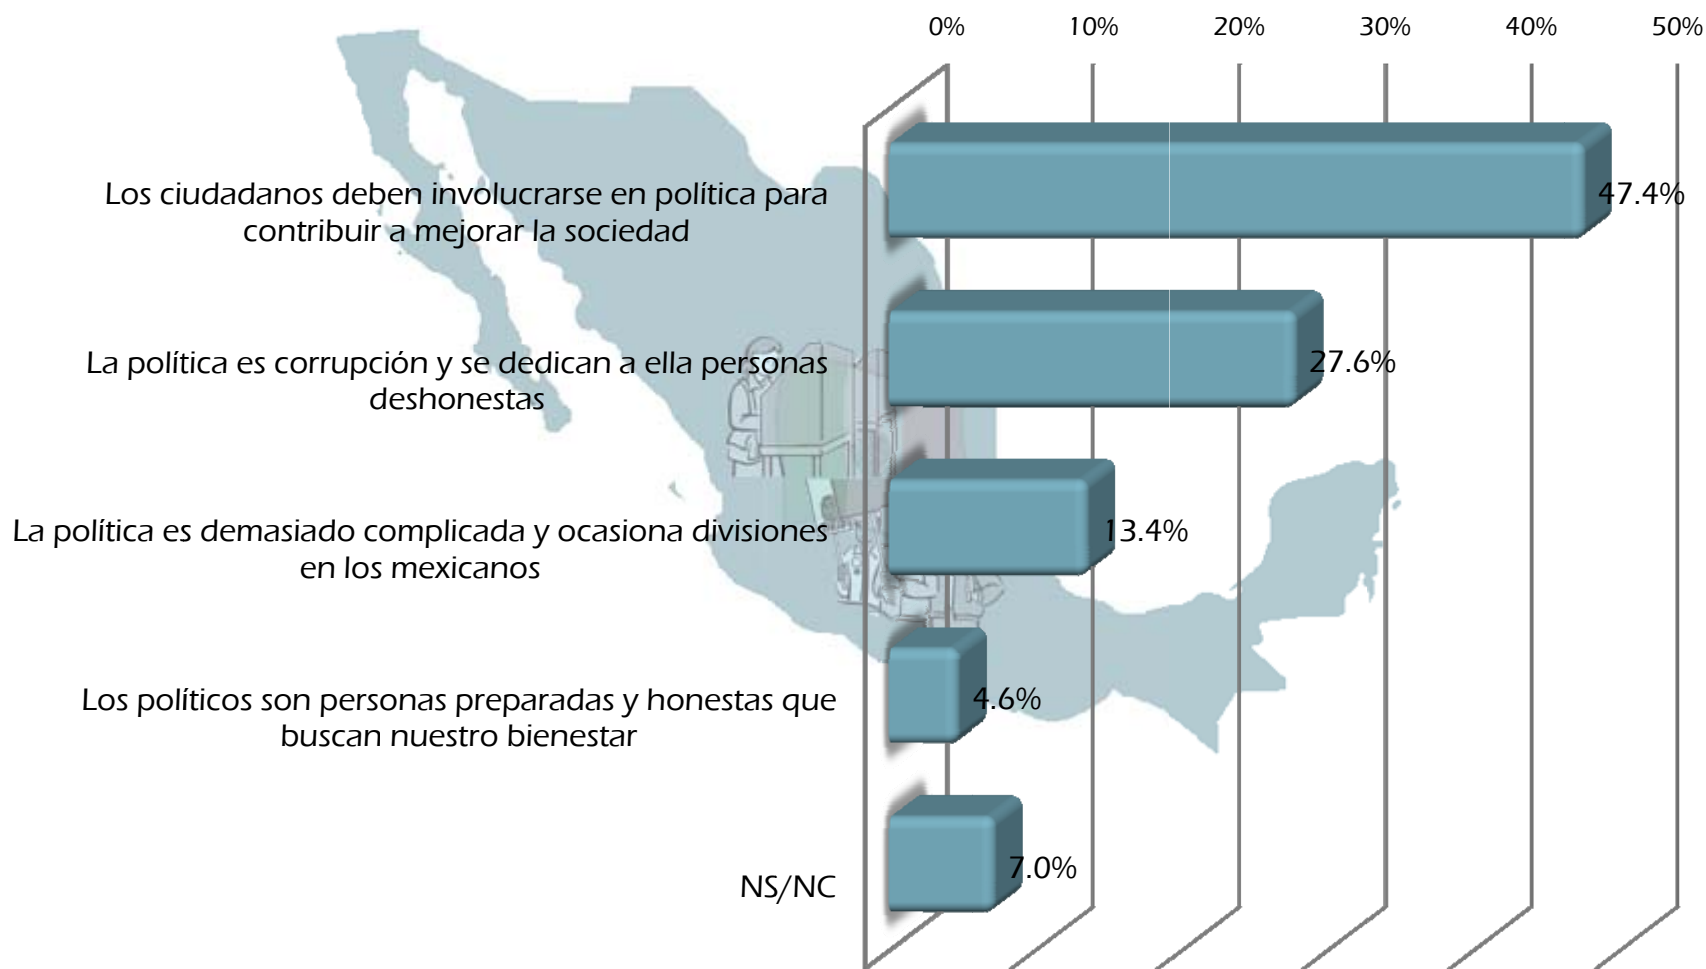 0% 10% 20% 30% 40% 50%
Los ciudadanos deben involucrarse en política para
contribuir a mejorar la sociedad
47.4%
La política es corrupción y se dedican a ella personas
deshonestas
27.6%
La política es demasiado complicada y ocasiona divisiones
en los mexicanos
13.4%
Los políticos son personas preparadas y honestas que
buscan nuestro bienestar
4.6%
NS/NC
7.0%